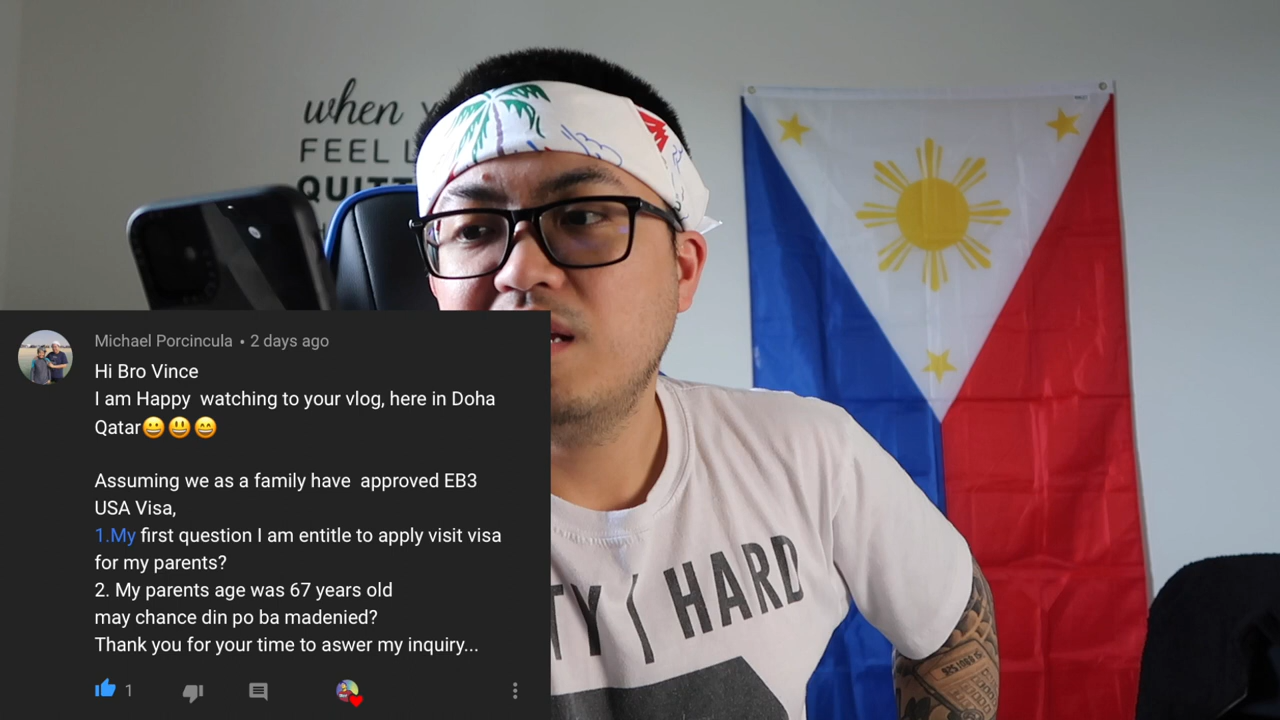 when
FEEL
QUITT
Michael Porcincula • 2 days ago
Hi Bro Vince
I am Happy watching to your vlog, here in Doha
Qatar😀😃😄
Assuming we as a family have approved EB3
USA Visa,
1.My first question I am entitle to apply visit visa
for my parents?
2. My parents age was 67 years old
may chance din po ba madenied?
Thank you for your time to aswer my inquiry...
1
HARD